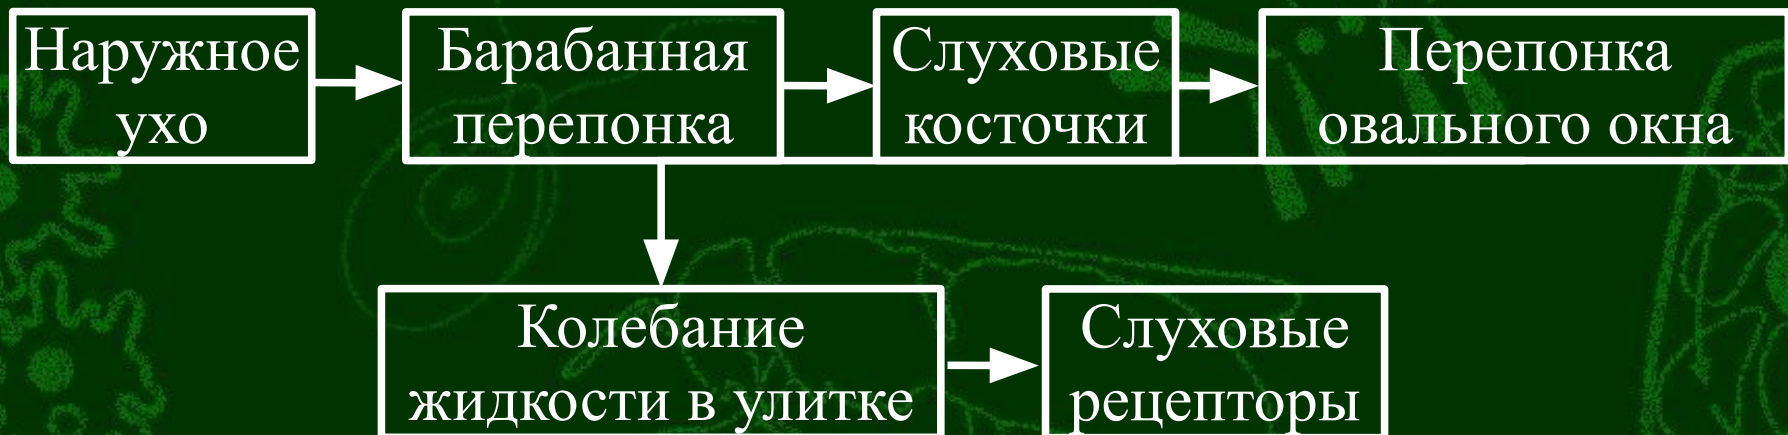 Наружное
ухо
Барабанная
перепонка
Слуховые
косточки
Перепонка
овального окна
Колебание
жидкости в улитке
Слуховые
рецепторы